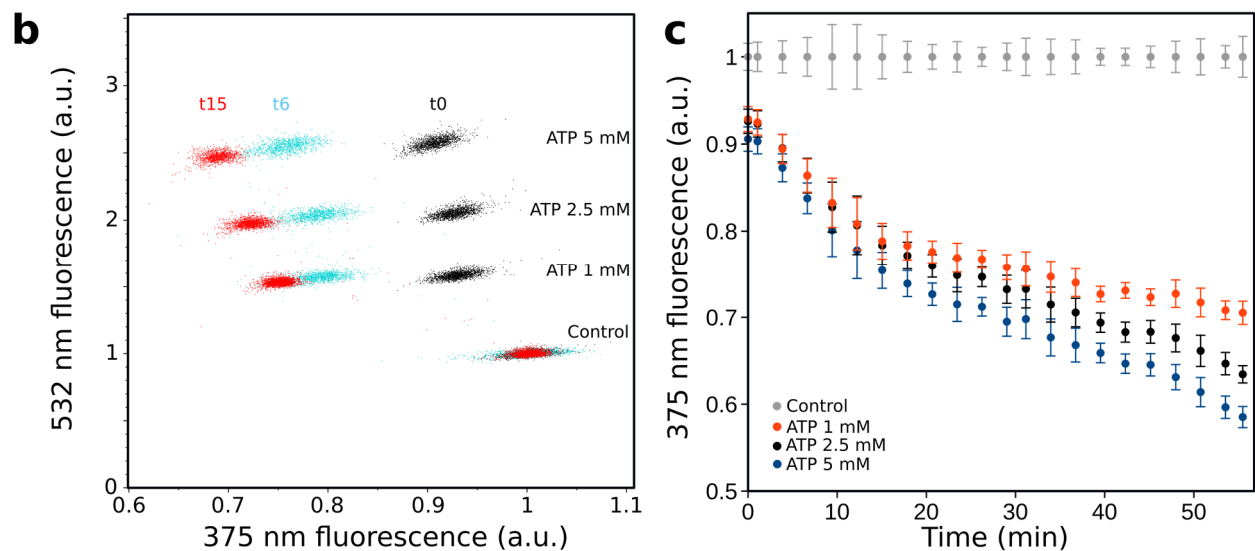 b
532 nm fluorescence (a.u.)
3
2
1
0
t15
t6
t0
ATP 5 mM
ATP 2.5 mM
ATP 1 mM
Control
0.6
0.7
0.8
0.9
1
1.1
375 nm fluorescence (a.u.)
c
375 nm fluorescence (a.u.)
1
0.9
0.8
0.7
0.6
0.5
Control
ATP 1 mM
ATP 2.5 mM
ATP 5 mM
0
10
20
30
40
50
Time (min)